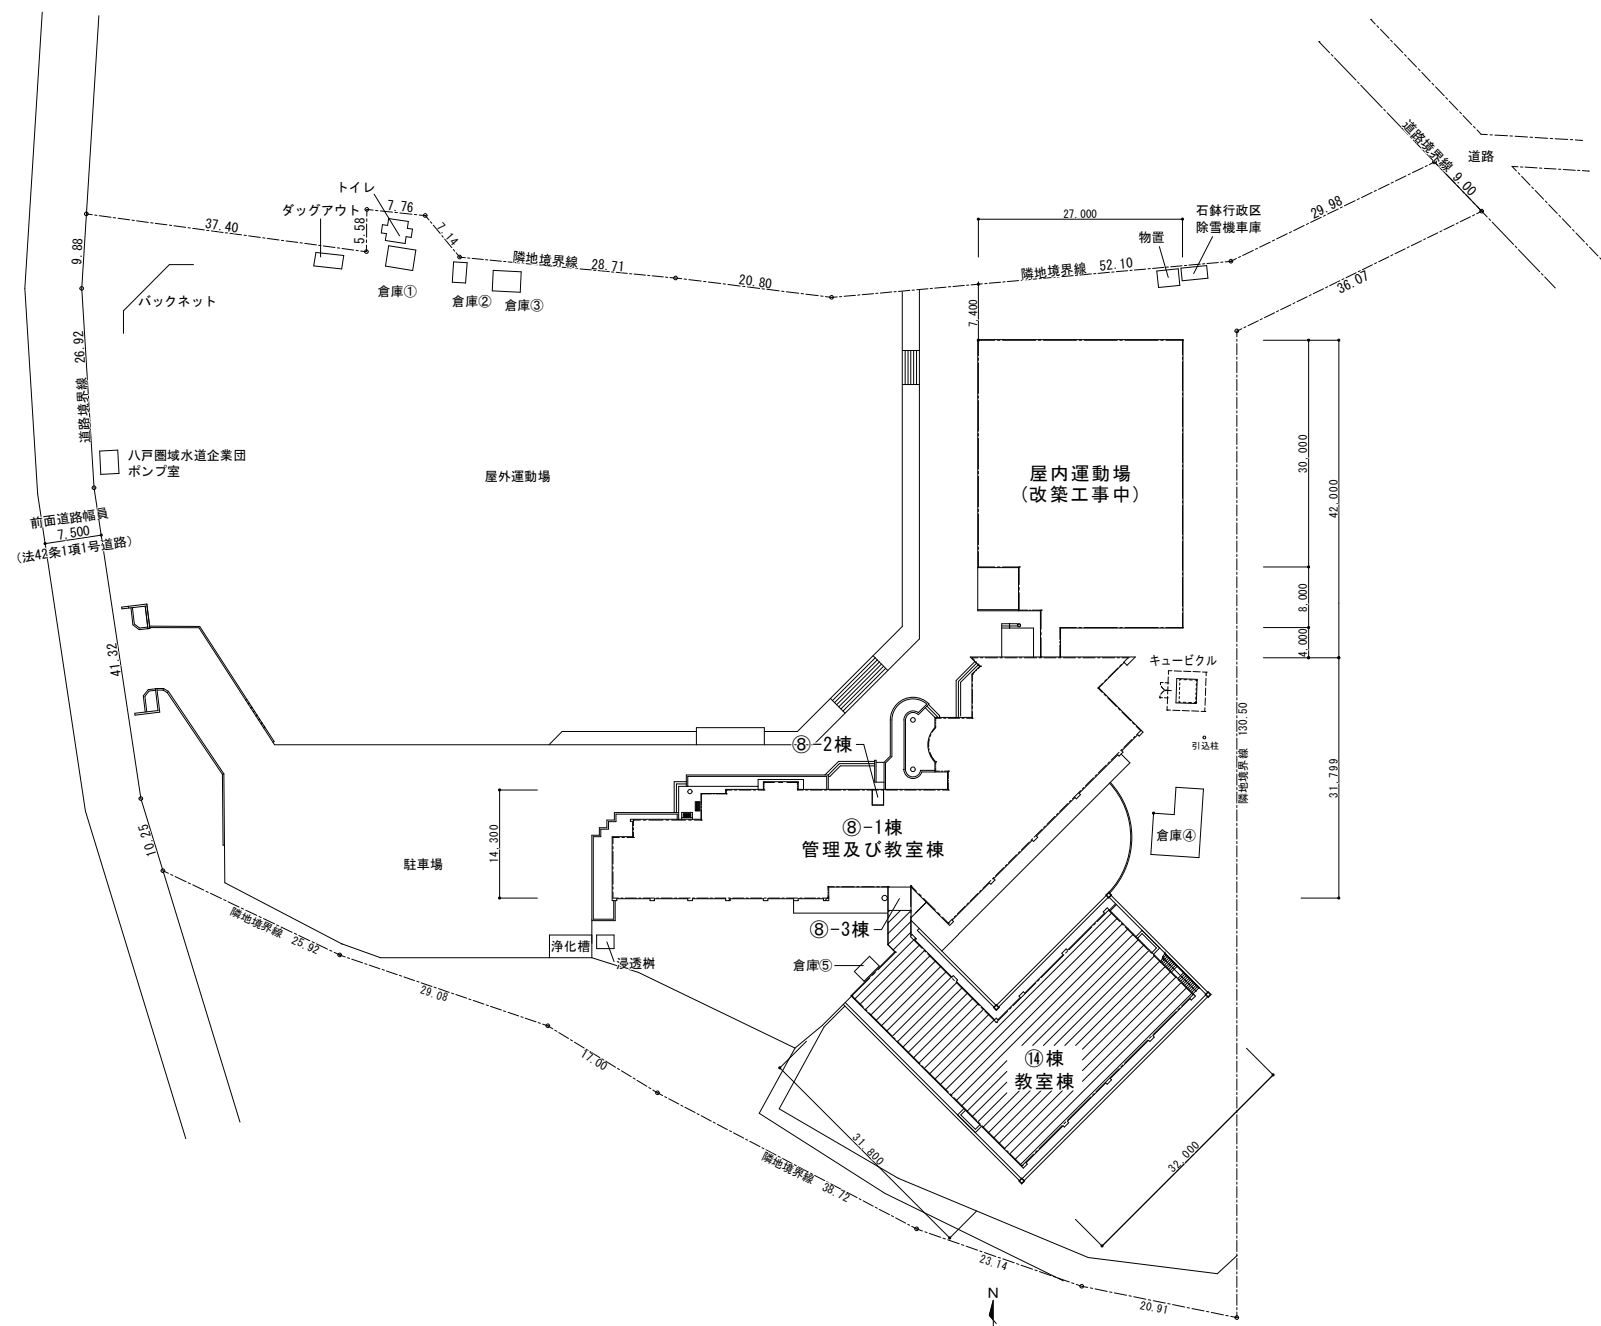 道路境界線 9.00
道路
トイレ
ダッグアウト
7.76
5.58
7.14
37.40
9.88
27.000
石鉢行政区
除雪機車庫
物置
29.98
隣地境界線 28.71
隣地境界線 52.10
20.80
36.07
倉庫①
倉庫②
倉庫③
バックネット
7.400
道路境界線 26.92
八戸圏域水道企業団
ポンプ室
屋外運動場
屋内運動場
(改築工事中)
30.000
42.000
前面道路幅員
7.500
(法42条1項1号道路)
8.000
4.000
41.32
キュービクル
引込柱
隣地境界線 130.50
⑧-2棟
31.799
10.25
14.300
駐車場
⑧-1棟
管理及び教室棟
倉庫④
隣地境界線 25.92
⑧-3棟
浄化槽
浸透桝
倉庫⑤
29.08
17.00
⑭棟
教室棟
31.800
32.000
隣地境界線 38.72
23.14
20.91
N